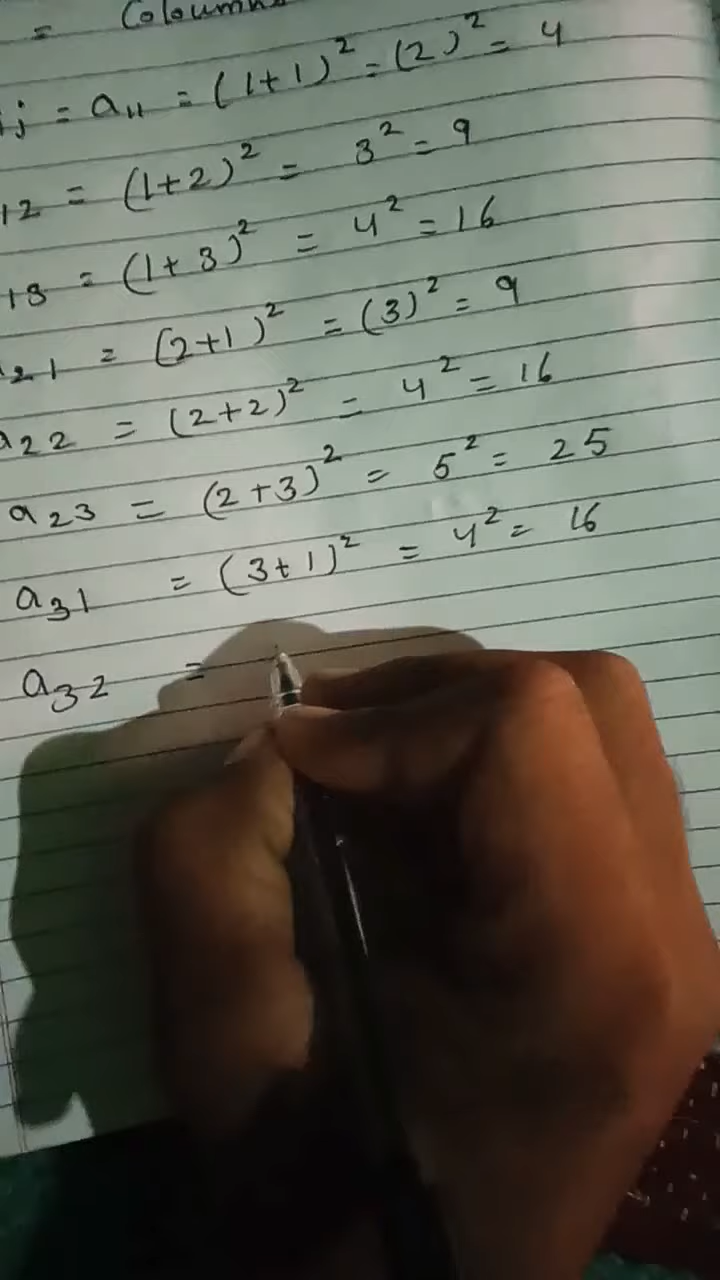 = Coloumn
ij = a11 = (1+1)² = (2)² = 4
12 = (1+2)² = 3² = 9
13 = (1+3)² = 4² = 16
a21 = (2+1)² = (3)² = 9
a22 = (2+2)² = 4² = 16
a23 = (2+3)² = 5² = 25
a31 = (3+1)² = 4² = 16
a32 =